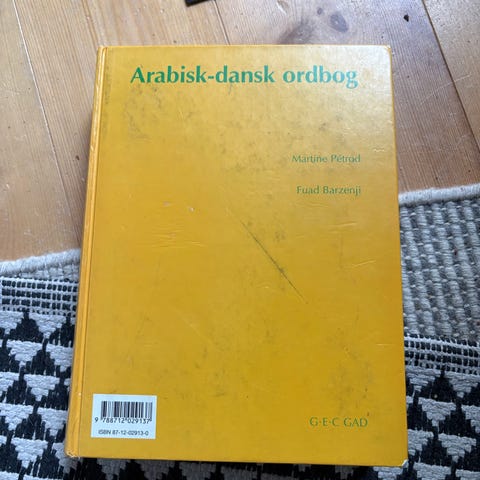 Arabisk-dansk ordbog
Martine Pétrod
Fuad Barzenji
9 788712 029137
ISBN 87-12-02913-0
G·E·C GAD